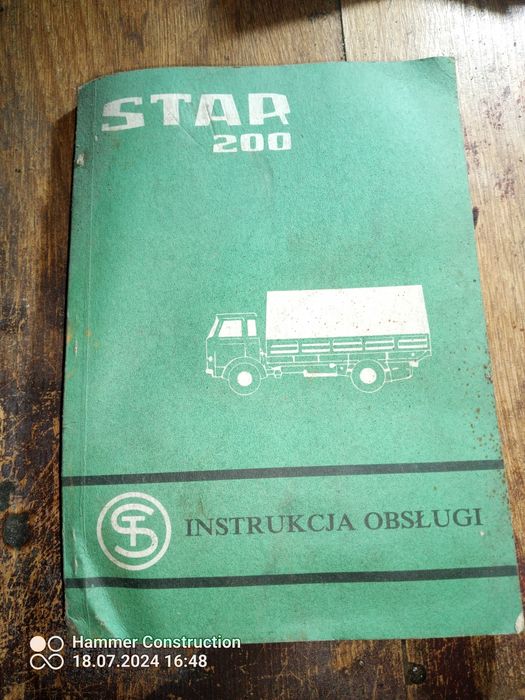 STAR
200
INSTRUKCJA OBSŁUGI
Hammer Construction
18.07.2024 16:48